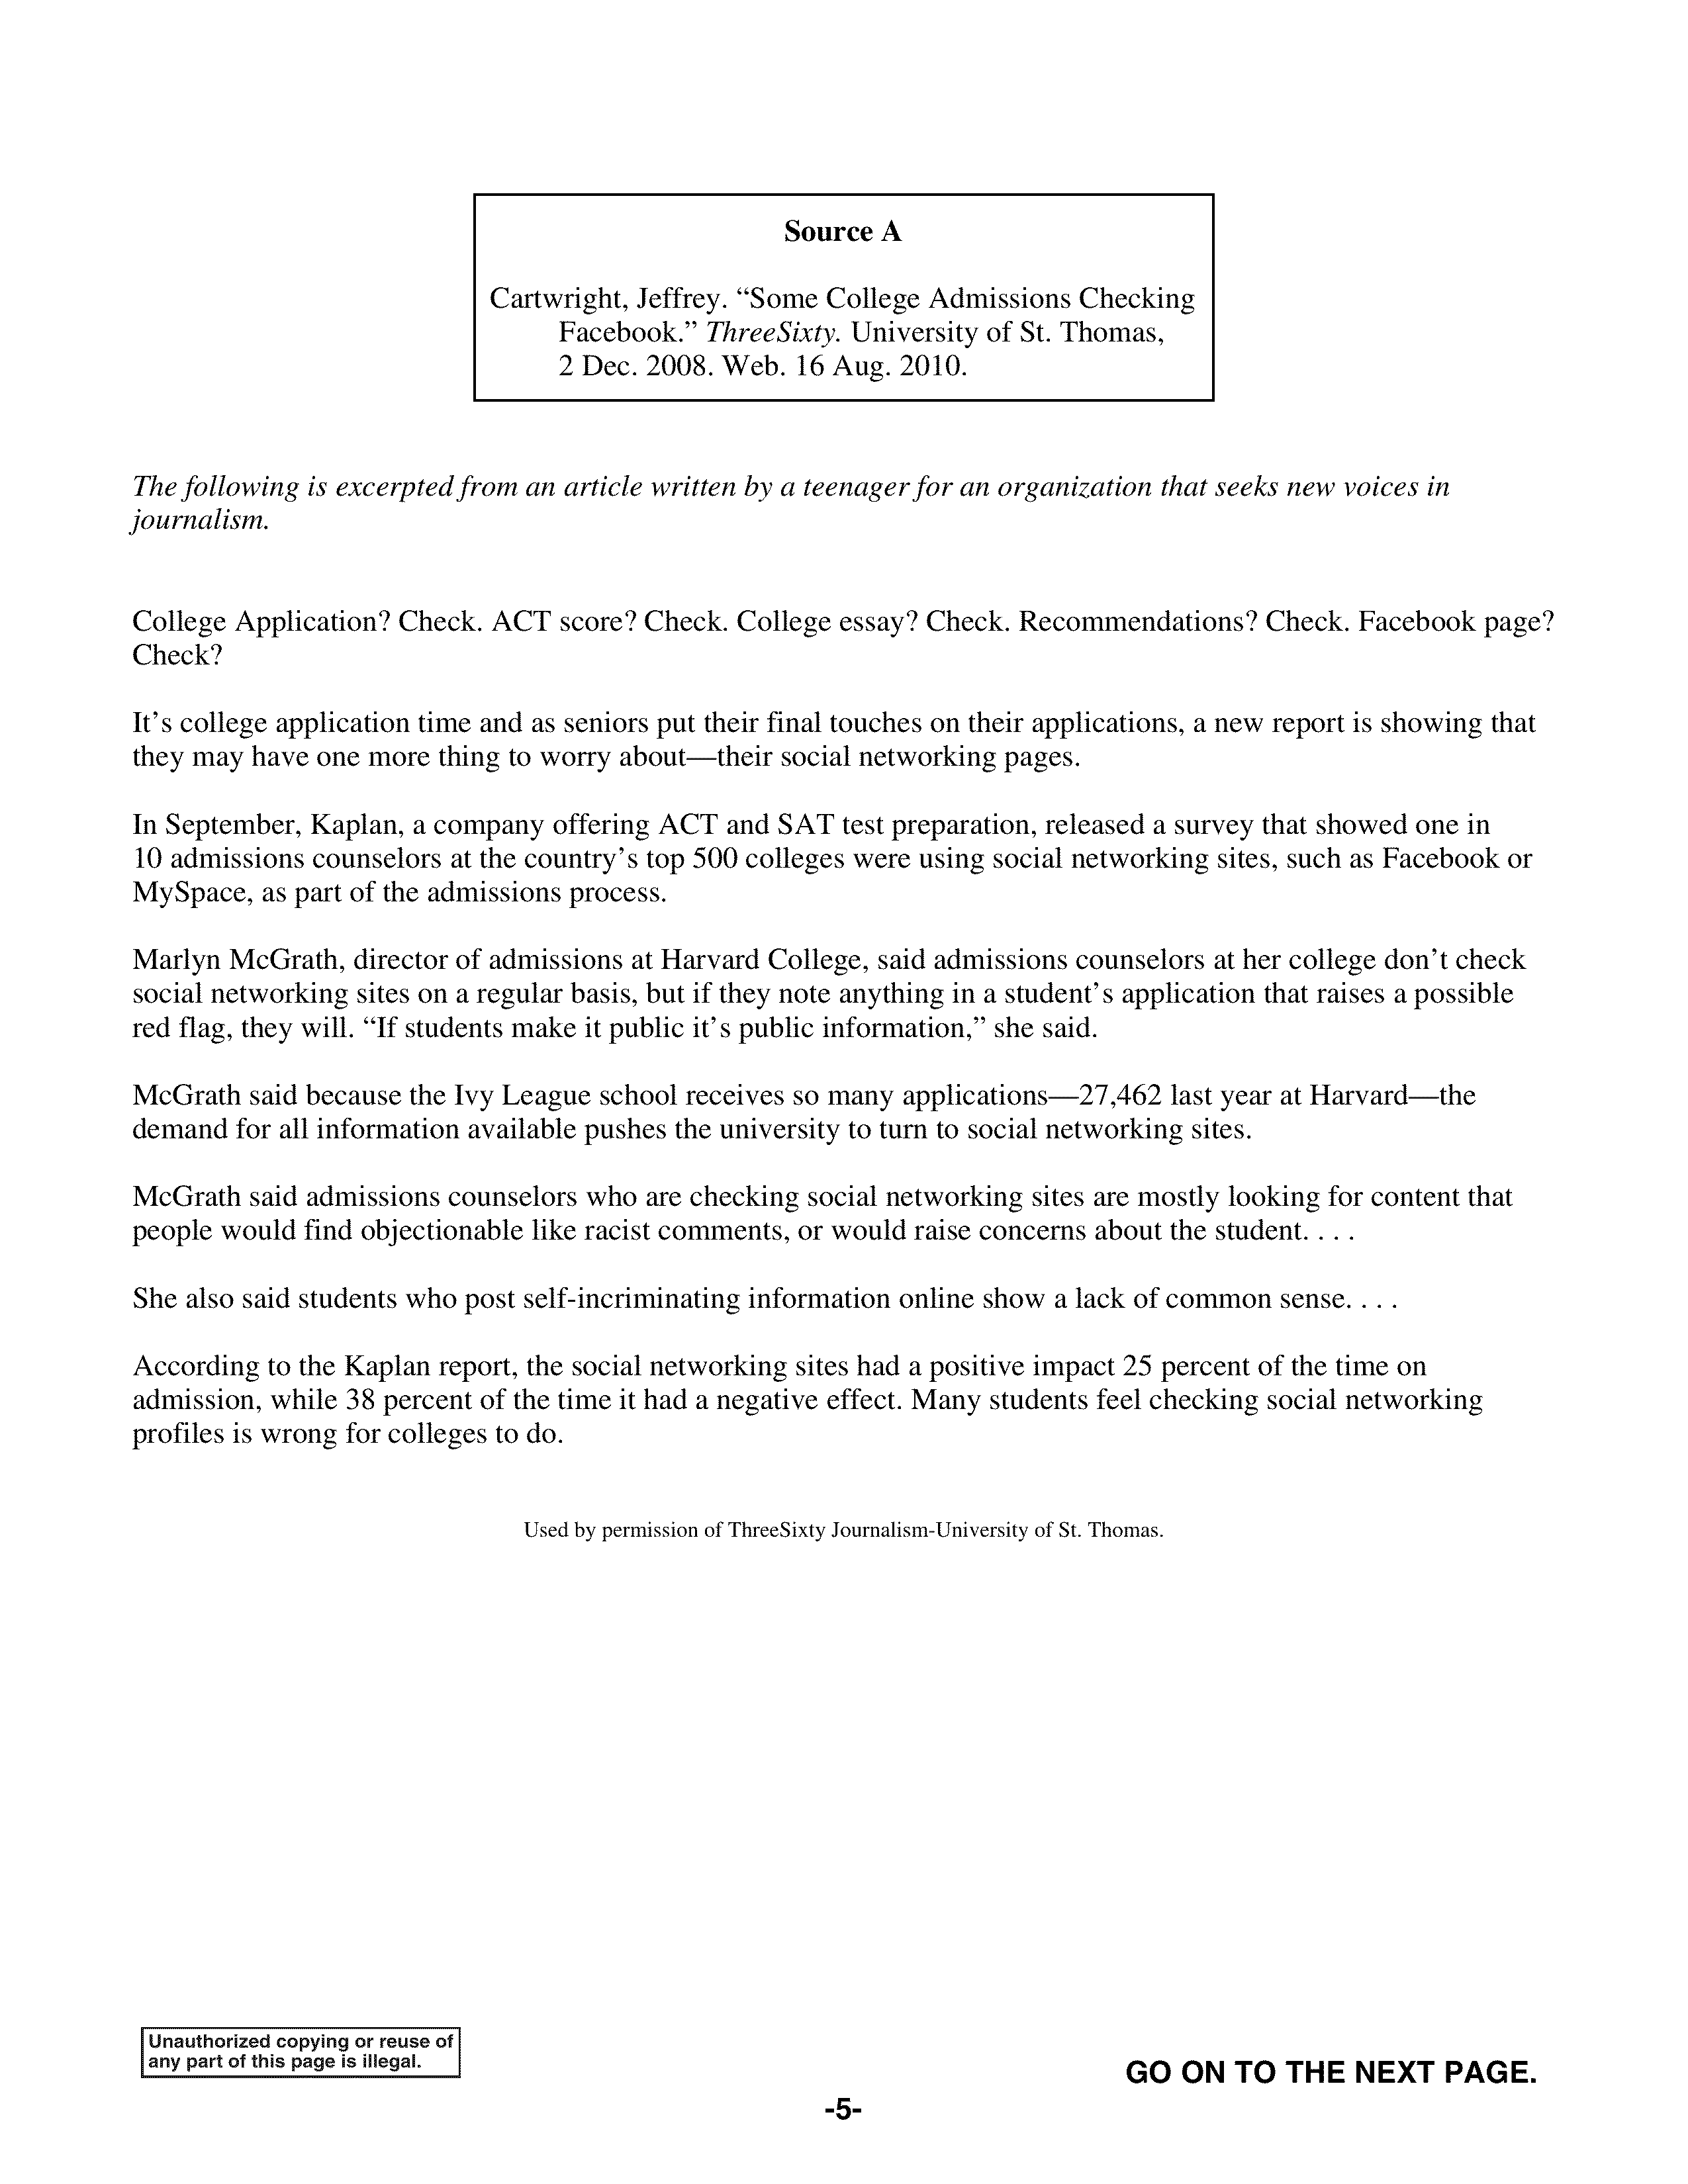 Source A
Cartwright, Jeffrey. “Some College Admissions Checking
Facebook.” ThreeSixty. University of St. Thomas,
2 Dec. 2008. Web. 16 Aug. 2010.
The following is excerpted from an article written by a teenager for an organization that seeks new voices in
journalism.
College Application? Check. ACT score? Check. College essay? Check. Recommendations? Check. Facebook page?
Check?
It’s college application time and as seniors put their final touches on their applications, a new report is showing that
they may have one more thing to worry about—their social networking pages.
In September, Kaplan, a company offering ACT and SAT test preparation, released a survey that showed one in
10 admissions counselors at the country’s top 500 colleges were using social networking sites, such as Facebook or
MySpace, as part of the admissions process.
Marlyn McGrath, director of admissions at Harvard College, said admissions counselors at her college don’t check
social networking sites on a regular basis, but if they note anything in a student’s application that raises a possible
red flag, they will. “If students make it public it’s public information,” she said.
McGrath said because the Ivy League school receives so many applications—27,462 last year at Harvard—the
demand for all information available pushes the university to turn to social networking sites.
McGrath said admissions counselors who are checking social networking sites are mostly looking for content that
people would find objectionable like racist comments, or would raise concerns about the student. . . .
She also said students who post self-incriminating information online show a lack of common sense. . . .
According to the Kaplan report, the social networking sites had a positive impact 25 percent of the time on
admission, while 38 percent of the time it had a negative effect. Many students feel checking social networking
profiles is wrong for colleges to do.
Used by permission of ThreeSixty Journalism-University of St. Thomas.
Unauthorized copying or reuse of
any part of this page is illegal.
GO ON TO THE NEXT PAGE.
-5-